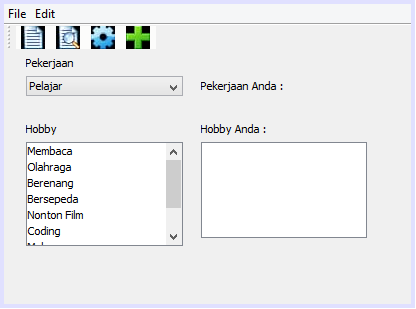 File Edit
Pekerjaan
Pelajar
Pekerjaan Anda :
Hobby
Hobby Anda :
Membaca
Olahraga
Berenang
Bersepeda
Nonton Film
Coding